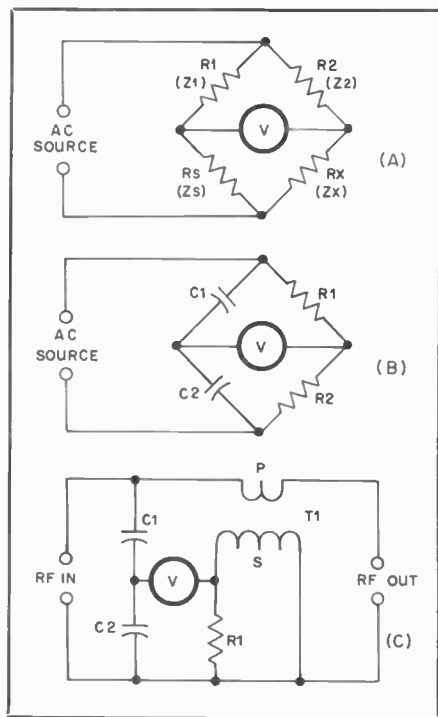 R1
(Z1)
R2
(Z2)
AC
SOURCE
V
(A)
RS
(ZS)
RX
(ZX)
C1
R1
AC
SOURCE
V
(B)
C2
R2
P
C1
T1
RF IN
V
S
RF OUT
C2
R1
(C)